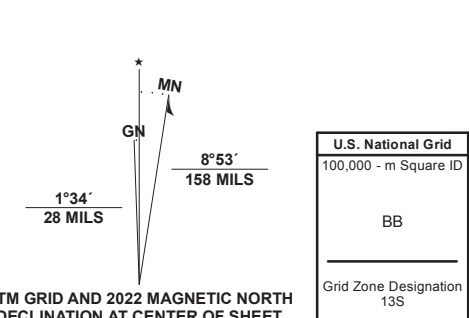 ★
MN
GN
8°53´
158 MILS
1°34´
28 MILS
TM GRID AND 2022 MAGNETIC NORTH
DECLINATION AT CENTER OF SHEET
U.S. National Grid
100,000 - m Square ID
BB
Grid Zone Designation
13S